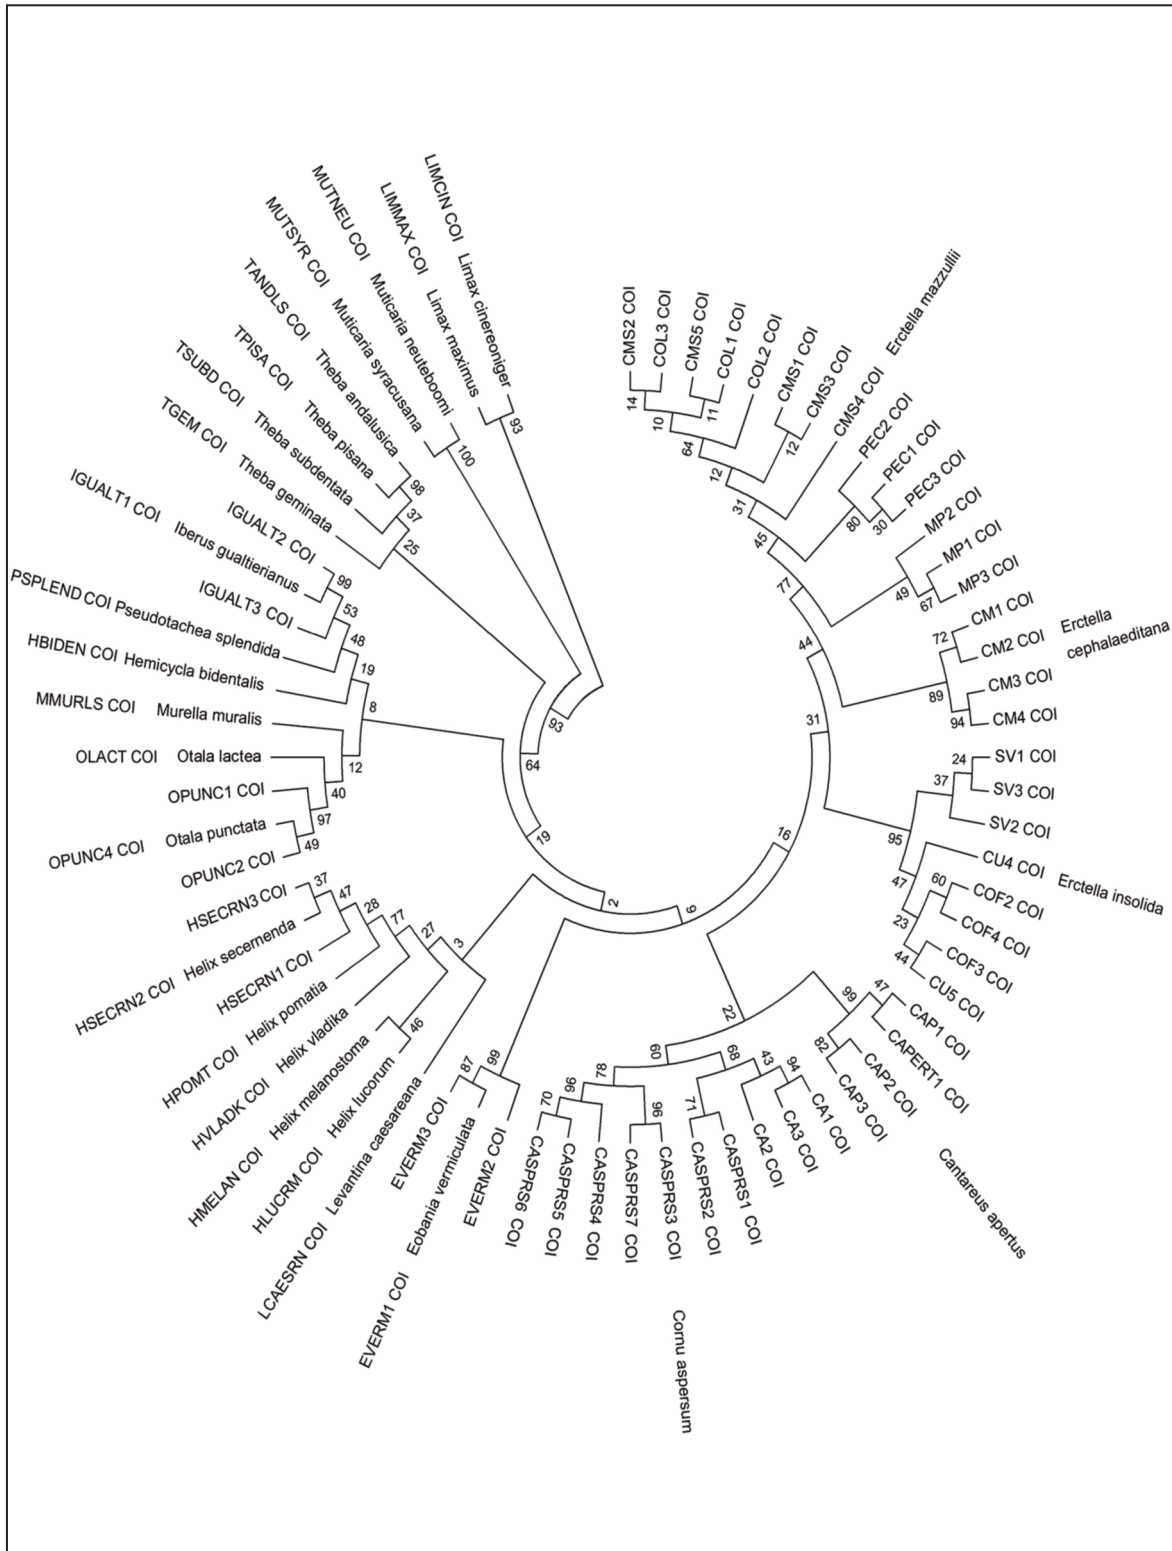 LIMCIN COI Limax cinereoniger
LIMMAX COI Limax maximus
93
MUTNEU COI Muticaria neuteboomi
MUTSYR COI Muticaria syracusana
100
TANDLS COI Theba andalusica
TPISA COI Theba pisana
98
TSUBD COI Theba subdentata
37
TGEM COI Theba geminata
25
IGUALT2 COI
IGUALT1 COI Iberus gualtierianus
99
IGUALT3 COI
53
PSPLEND COI Pseudotachea splendida
48
HBIDEN COI Hemicycla bidentalis
19
8
MMURLS COI Murella muralis
12
OLACT COI Otala lactea
40
OPUNC1 COI
97
OPUNC4 COI Otala punctata
49
OPUNC2 COI
HSECRN3 COI
37
HSECRN2 COI Helix secernenda
47
HSECRN1 COI
28
HPOMT COI Helix pomatia
77
HVLADK COI Helix vladika
27
HMELAN COI Helix melanostoma
46
HLUCRM COI Helix lucorum
3
LCAESRN COI Levantina caesareana
EVERM3 COI
87
EVERM1 COI Eobania vermiculata
99
EVERM2 COI
CASPRS6 COI
70
CASPRS5 COI
96
CASPRS4 COI
78
CASPRS7 COI
96
CASPRS3 COI
60
CASPRS2 COI
71
CASPRS1 COI
68
CA2 COI
43
CA3 COI
94
CA1 COI
Cornu aspersum
22
CAP3 COI
82
CAP2 COI
99
CAPERT1 COI
47
CAP1 COI
Cantareus apertus
CU5 COI
44
COF3 COI
23
COF4 COI
60
COF2 COI
47
CU4 COI
Erctella insolida
95
SV2 COI
37
SV3 COI
24
SV1 COI
CM4 COI
94
CM3 COI
89
CM2 COI
72
CM1 COI
Erctella
cephalaeditana
MP3 COI
67
MP1 COI
49
MP2 COI
PEC3 COI
30
PEC1 COI
80
PEC2 COI
CMS4 COI
Erctella mazzullii
CMS3 COI
12
CMS1 COI
COL2 COI
COL1 COI
11
CMS5 COI
COL3 COI
CMS2 COI
14
10
64
12
31
45
77
44
31
16
6
2
19
64
93